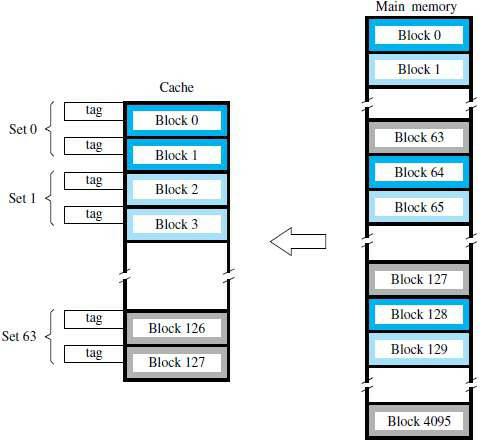 Main memory
Block 0
Block 1
Block 63
Block 64
Block 65
Block 127
Block 128
Block 129
Block 4095
Cache
Set 0
tag
Block 0
tag
Block 1
Set 1
tag
Block 2
tag
Block 3
Set 63
tag
Block 126
tag
Block 127